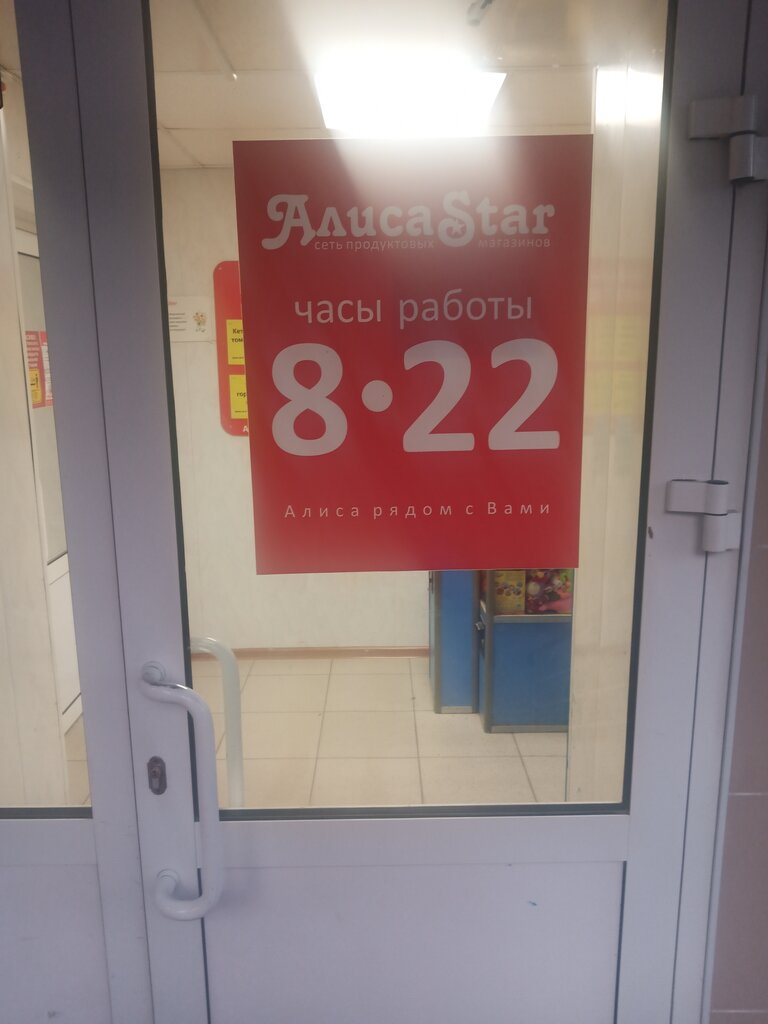 АлисаStar
сеть продуктовых магазинов
часы работы
8•22
Алиса рядом с Вами